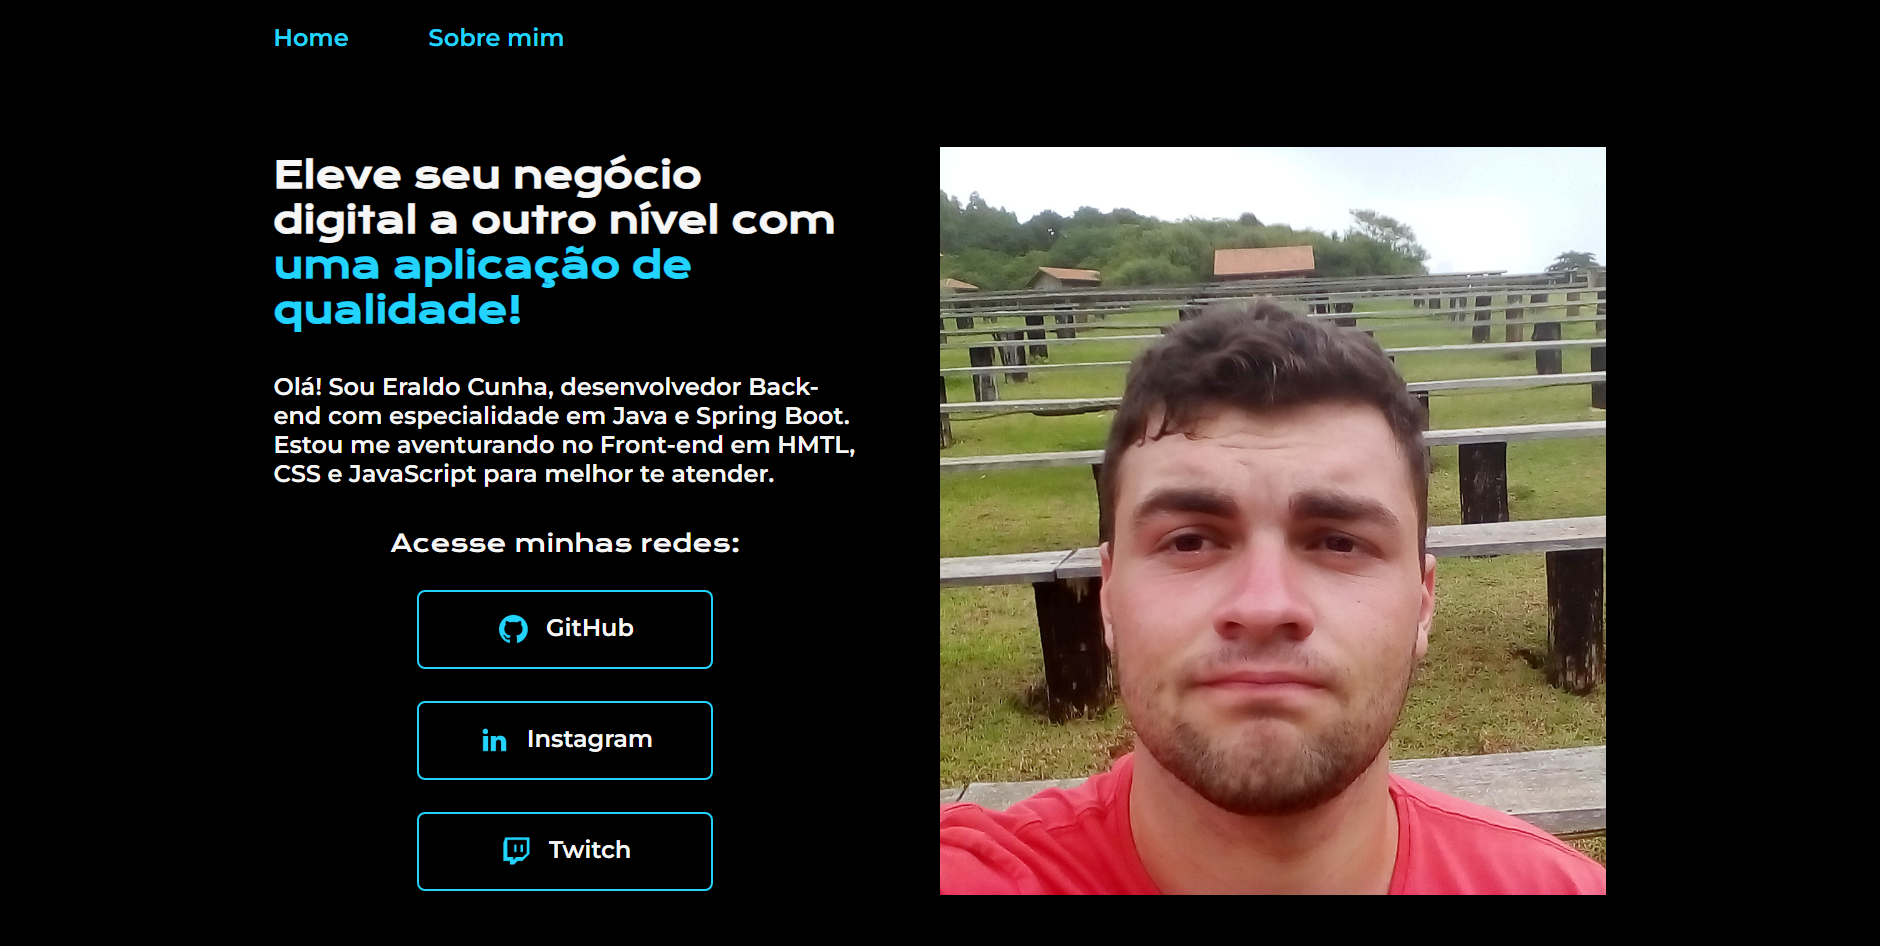 Home
Sobre mim
Eleve seu negócio
digital a outro nível com
uma aplicação de
qualidade!
Olá! Sou Eraldo Cunha, desenvolvedor Back-
end com especialidade em Java e Spring Boot.
Estou me aventurando no Front-end em HMTL,
CSS e JavaScript para melhor te atender.
Acesse minhas redes:
GitHub
in Instagram
Twitch